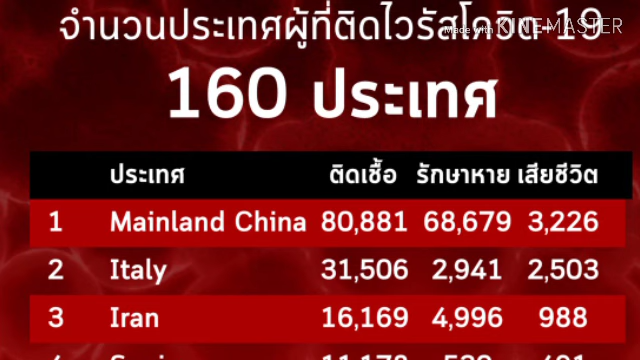 จำนวนประเทศผู้ที่ติดไวรัสโควิด-19
Made with KINEMASTER
160 ประเทศ
ประเทศ ติดเชื้อ รักษาหาย เสียชีวิต
1 Mainland China 80,881 68,679 3,226
2 Italy 31,506 2,941 2,503
3 Iran 16,169 4,996 988